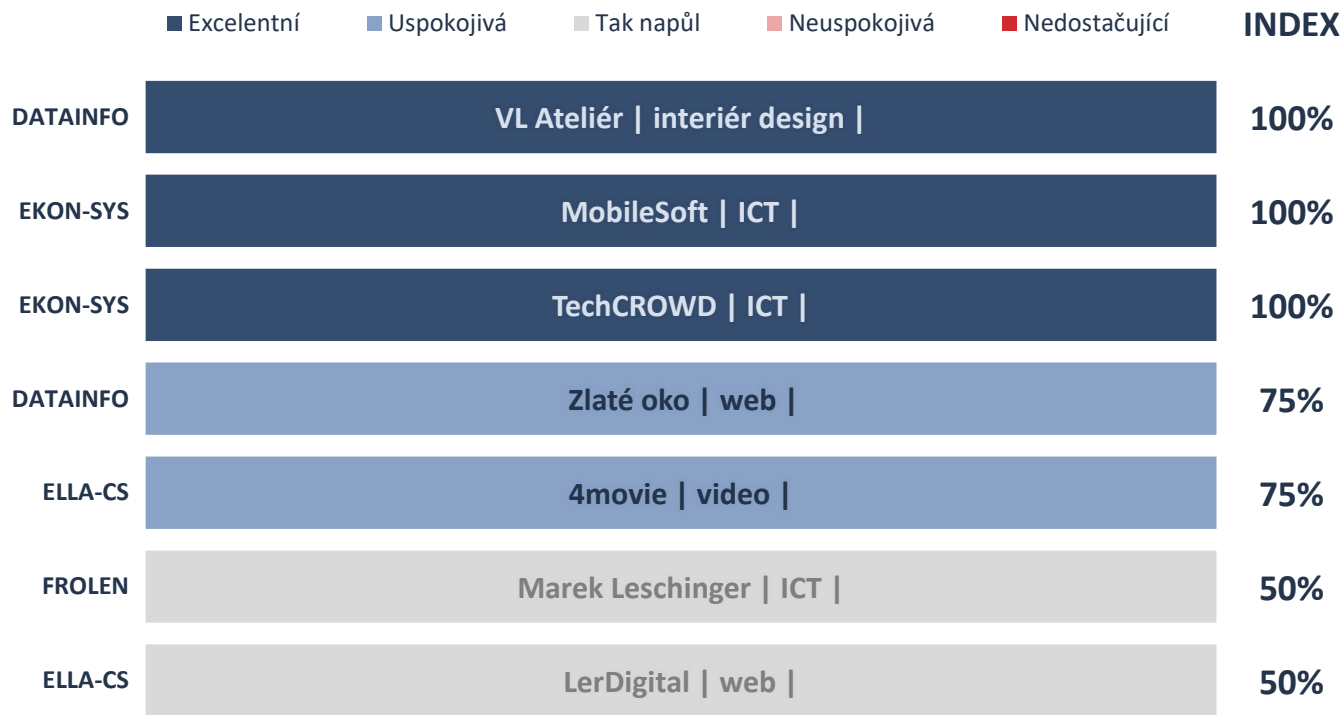 Excelentní Uspokojivá Tak napůl Neuspokojivá Nedostačující INDEX
DATAINFO VL Ateliér | interiér design | 100%
EKON-SYS MobileSoft | ICT | 100%
EKON-SYS TechCROWD | ICT | 100%
DATAINFO Zlaté oko | web | 75%
ELLA-CS 4movie | video | 75%
FROLEN Marek Leschinger | ICT | 50%
ELLA-CS LerDigital | web | 50%